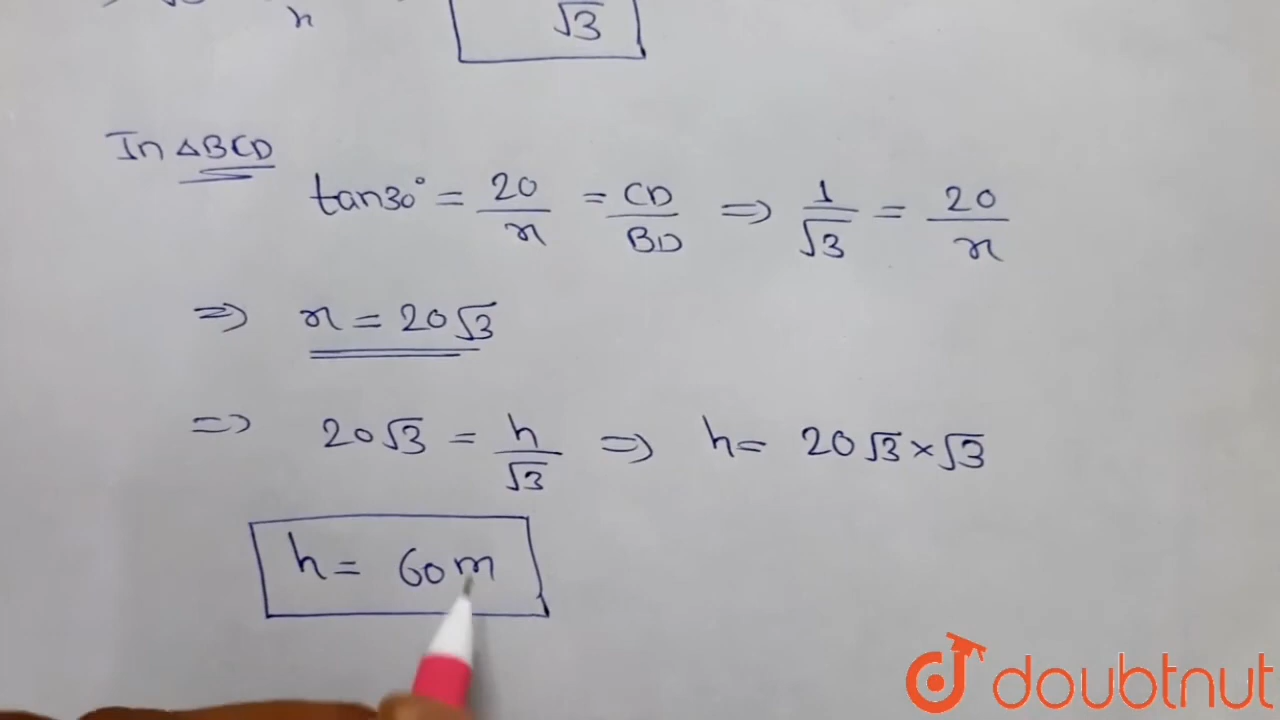 x
√3
In △BCD
tan30° = 20/x = CD/BD ⇒ 1/√3 = 20/x
⇒ x = 20√3
⇒ 20√3 = h/√3 ⇒ h = 20√3×√3
h = 60m
doubtnut